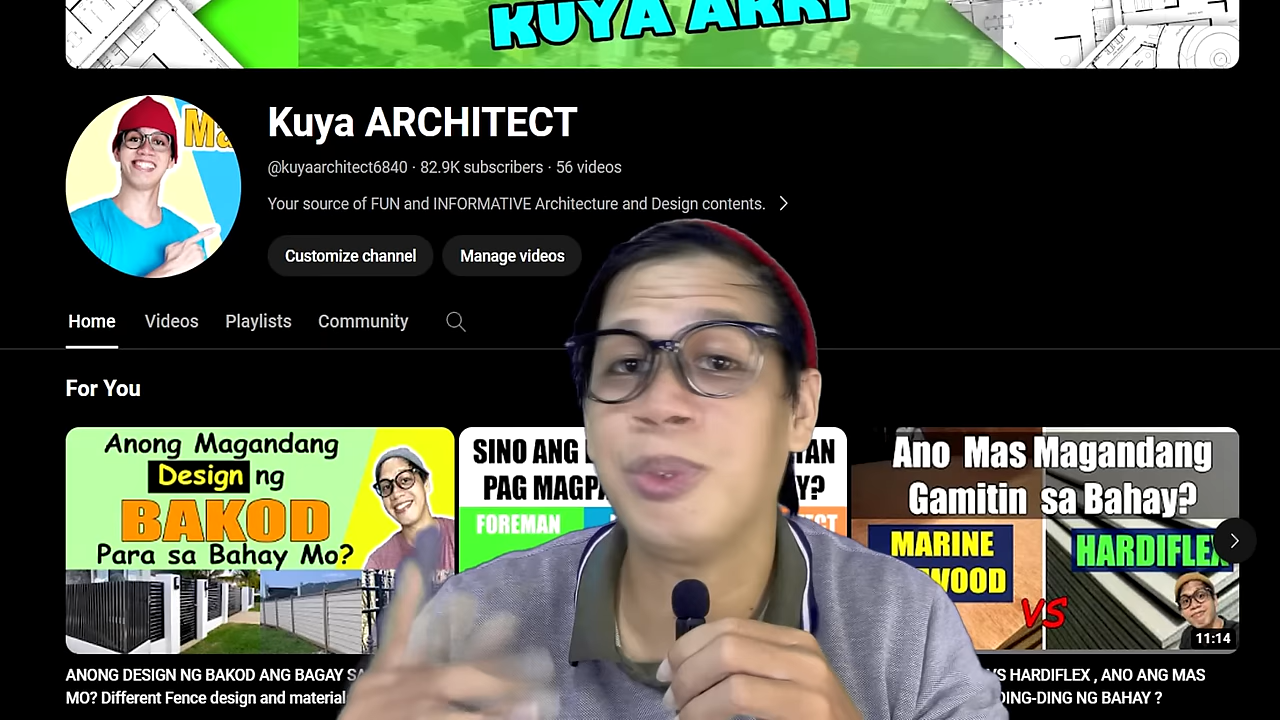 KUYA ARKI
Ma
Kuya ARCHITECT
@kuyaarchitect6840 · 82.9K subscribers · 56 videos
Your source of FUN and INFORMATIVE Architecture and Design contents.
Customize channel
Manage videos
Home
Videos
Playlists
Community
For You
Anong Magandang
Design ng
BAKOD
Para sa Bahay Mo?
SINO ANG
PAG
FOREMAN
Ano Mas Magandang
Gamitin sa Bahay?
MARINE
HARDIFLEX
VS
11:14
ANONG DESIGN NG BAKOD ANG BAGAY SA
MO? Different Fence design and material
VS HARDIFLEX , ANO ANG MAS
DING-DING NG BAHAY ?